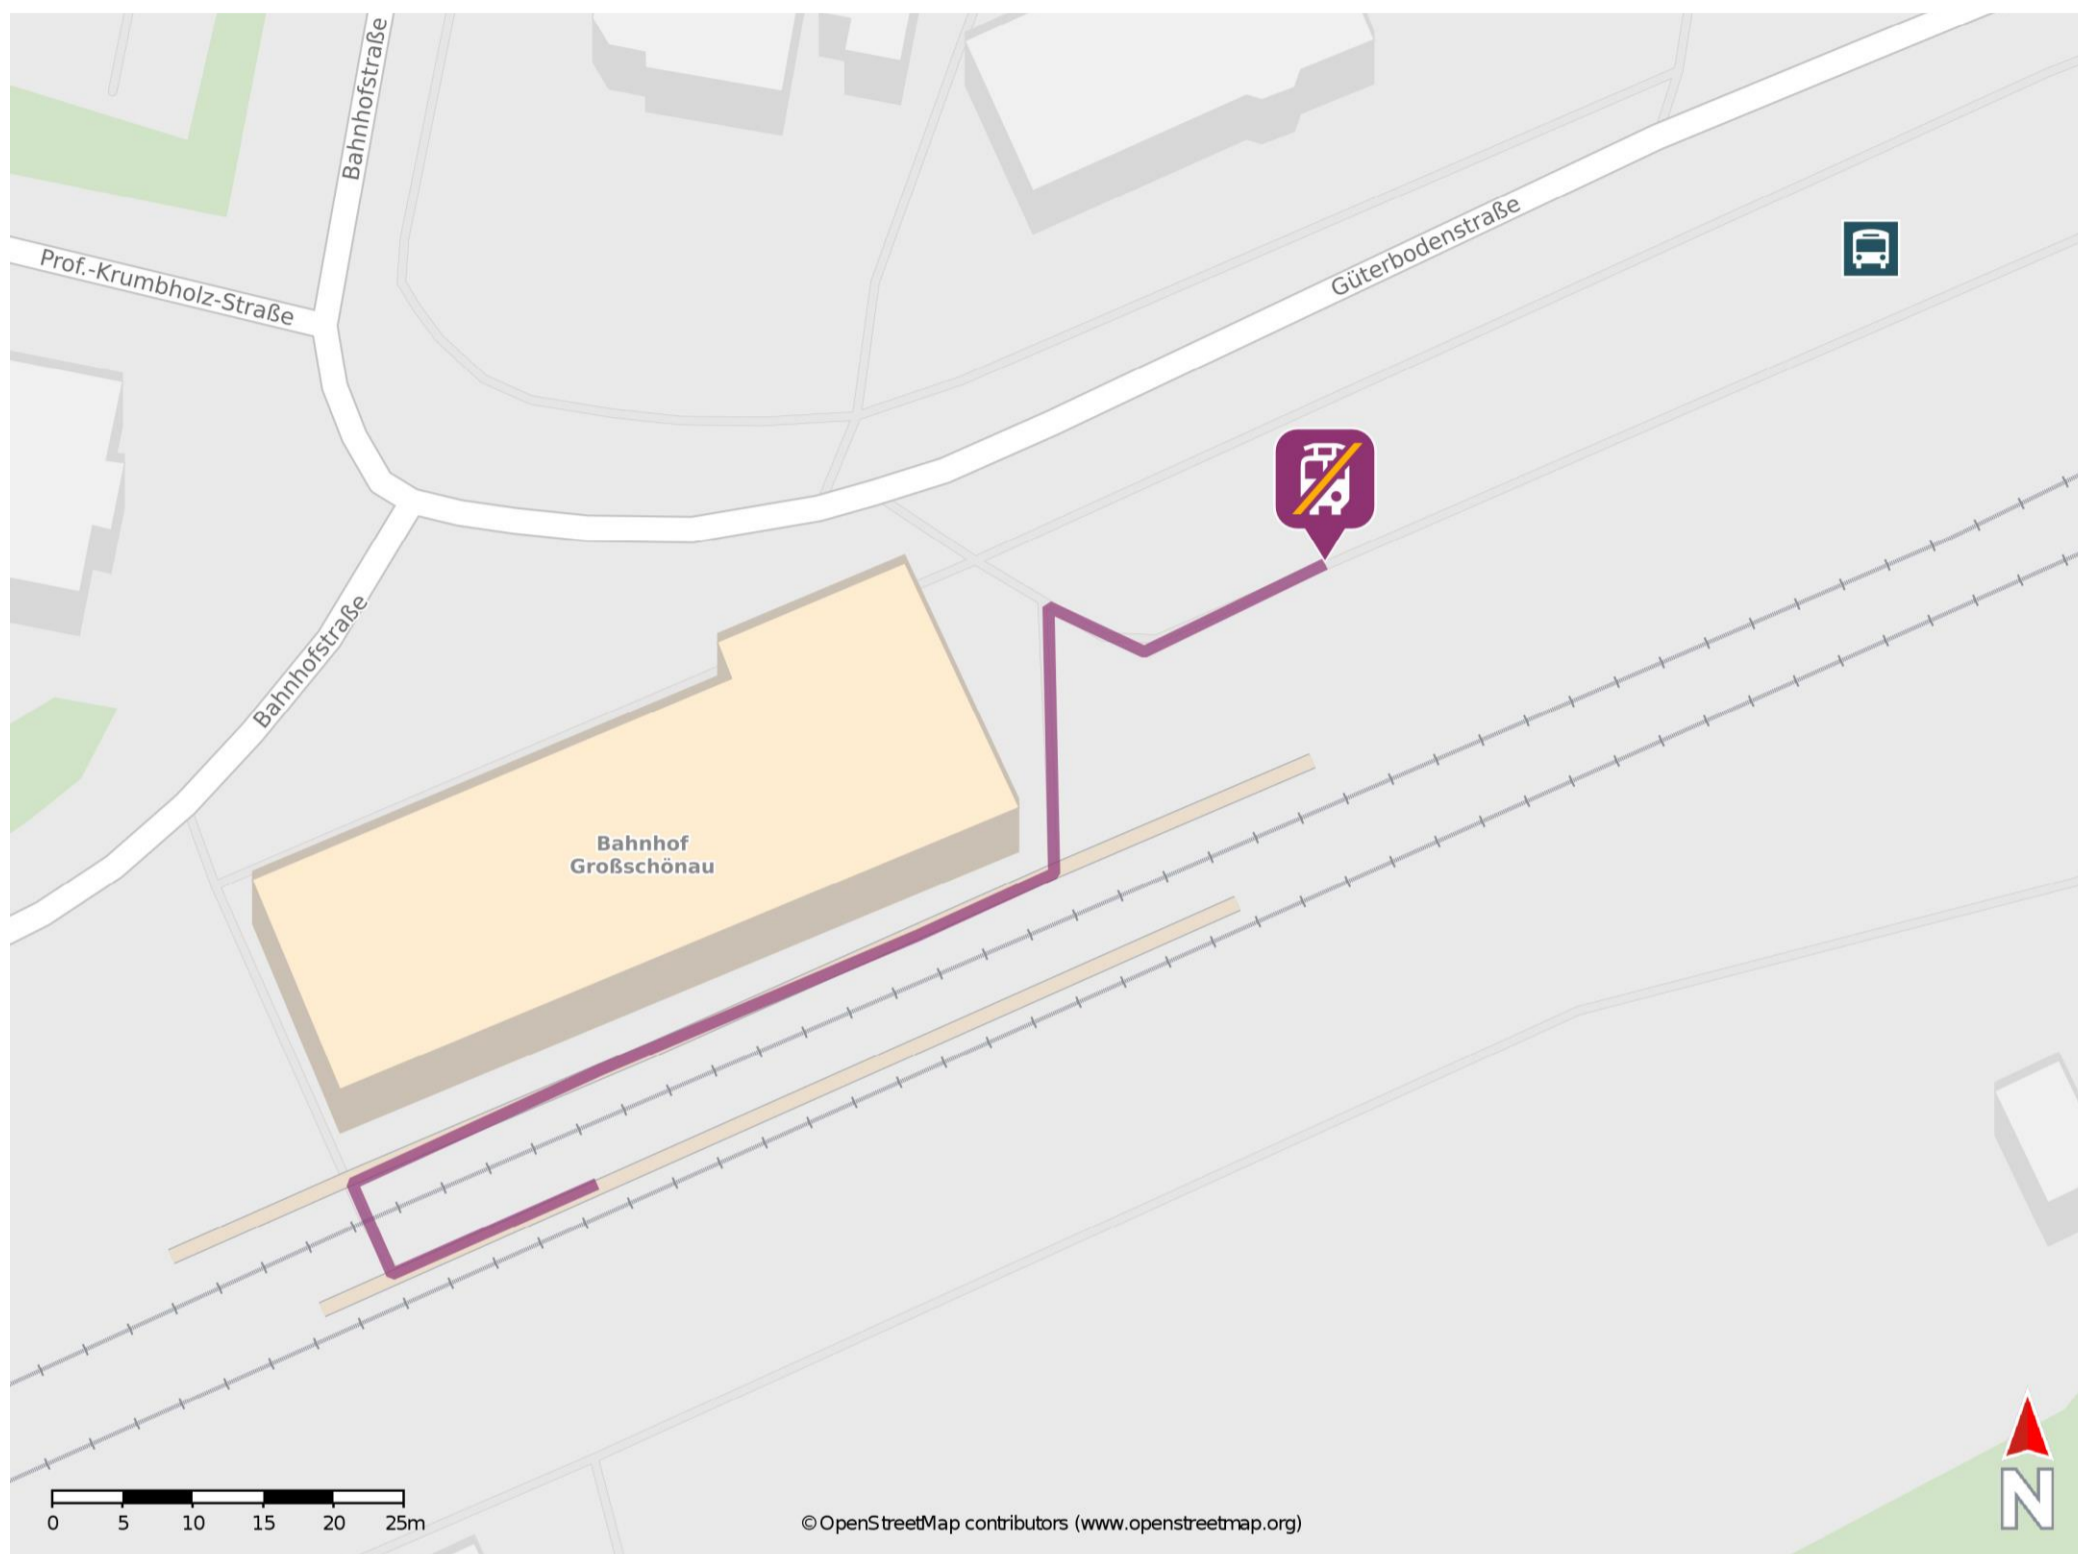 Bahnhofstraße
Prof.-Krumbholz-Straße
Güterbodenstraße
Bahnhofstraße
Bahnhof
Großschönau
0 5 10 15 20 25m
© OpenStreetMap contributors (www.openstreetmap.org)
N